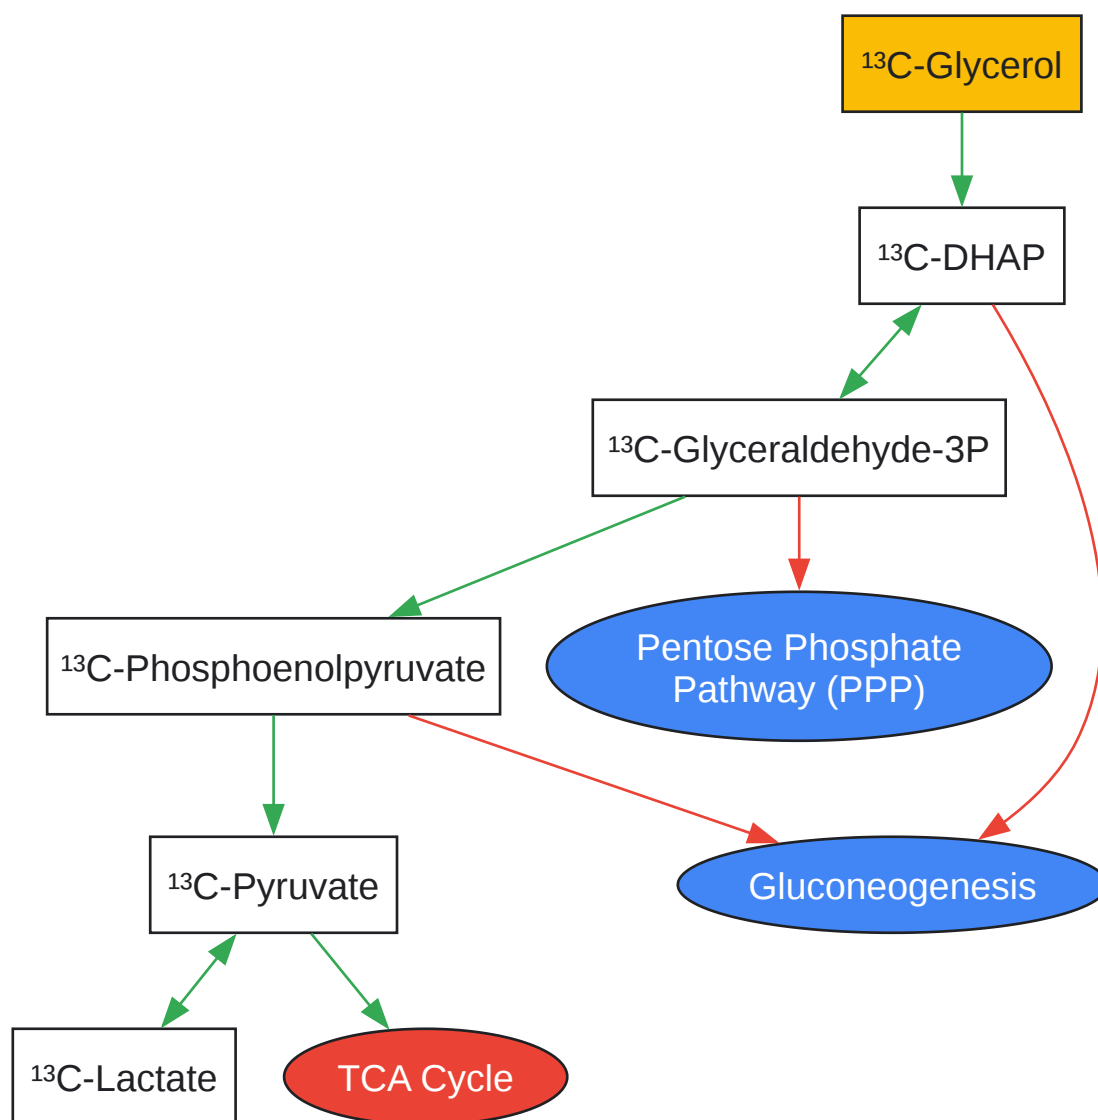 ¹³C-Glycerol
¹³C-DHAP
¹³C-Glyceraldehyde-3P
Pentose Phosphate
Pathway (PPP)
¹³C-Phosphoenolpyruvate
¹³C-Pyruvate
Gluconeogenesis
¹³C-Lactate
TCA Cycle